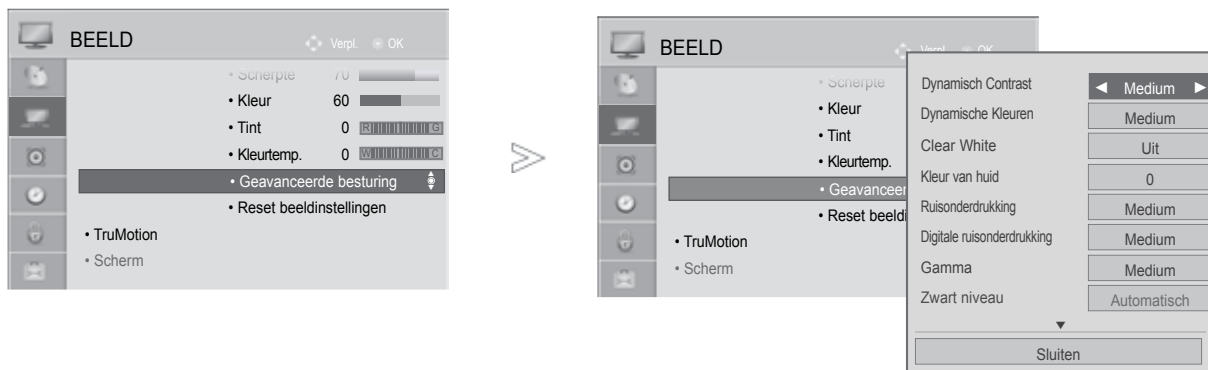 BEELD
Verpl. OK
• Scherpte 70
• Kleur 60
• Tint 0 R G
• Kleurtemp. 0 W C
• Geavanceerde besturing
• Reset beeldinstellingen
• TruMotion
• Scherm
BEELD
Verpl. OK
• Scherpte
• Kleur
• Tint
• Kleurtemp.
• Geavanceer
• Reset beeldi
• TruMotion
• Scherm
Dynamisch Contrast ◄ Medium ►
Dynamische Kleuren Medium
Clear White Uit
Kleur van huid 0
Ruisonderdrukking Medium
Digitale ruisonderdrukking Medium
Gamma Medium
Zwart niveau Automatisch
▼
Sluiten